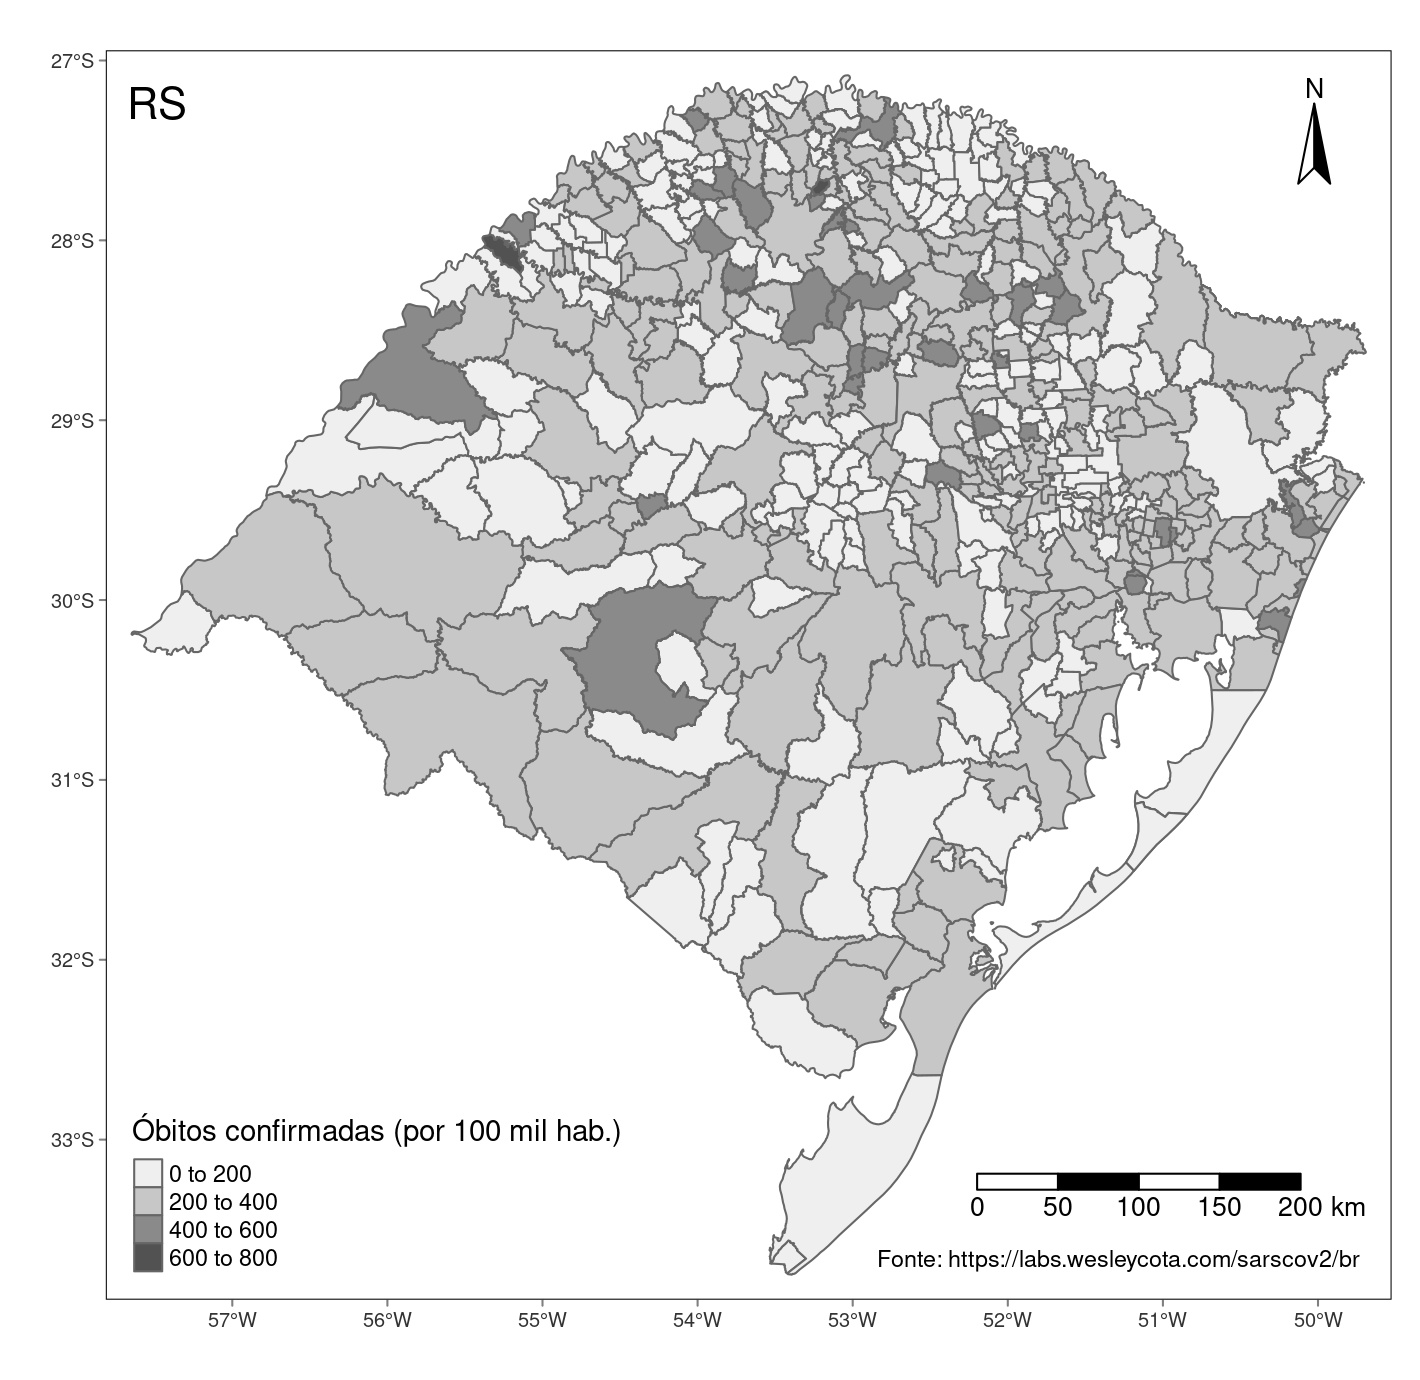 RS
N
27°S
28°S
29°S
30°S
31°S
32°S
33°S
Óbitos confirmadas (por 100 mil hab.)
0 to 200
200 to 400
400 to 600
600 to 800
0 50 100 150 200 km
Fonte: https://labs.wesleycota.com/sarscov2/br
57°W 56°W 55°W 54°W 53°W 52°W 51°W 50°W